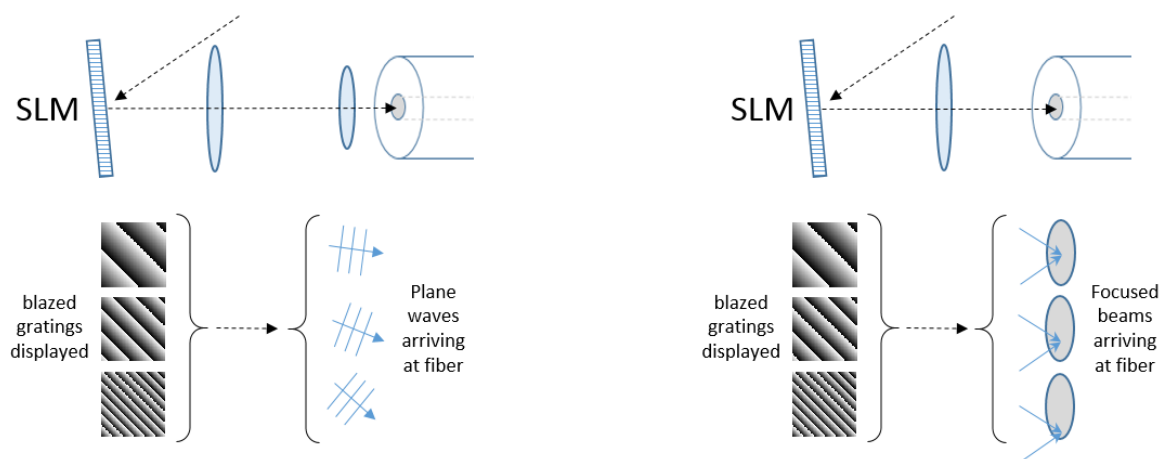 SLM
SLM
blazed
gratings
displayed
Plane
waves
arriving
at fiber
blazed
gratings
displayed
Focused
beams
arriving
at fiber